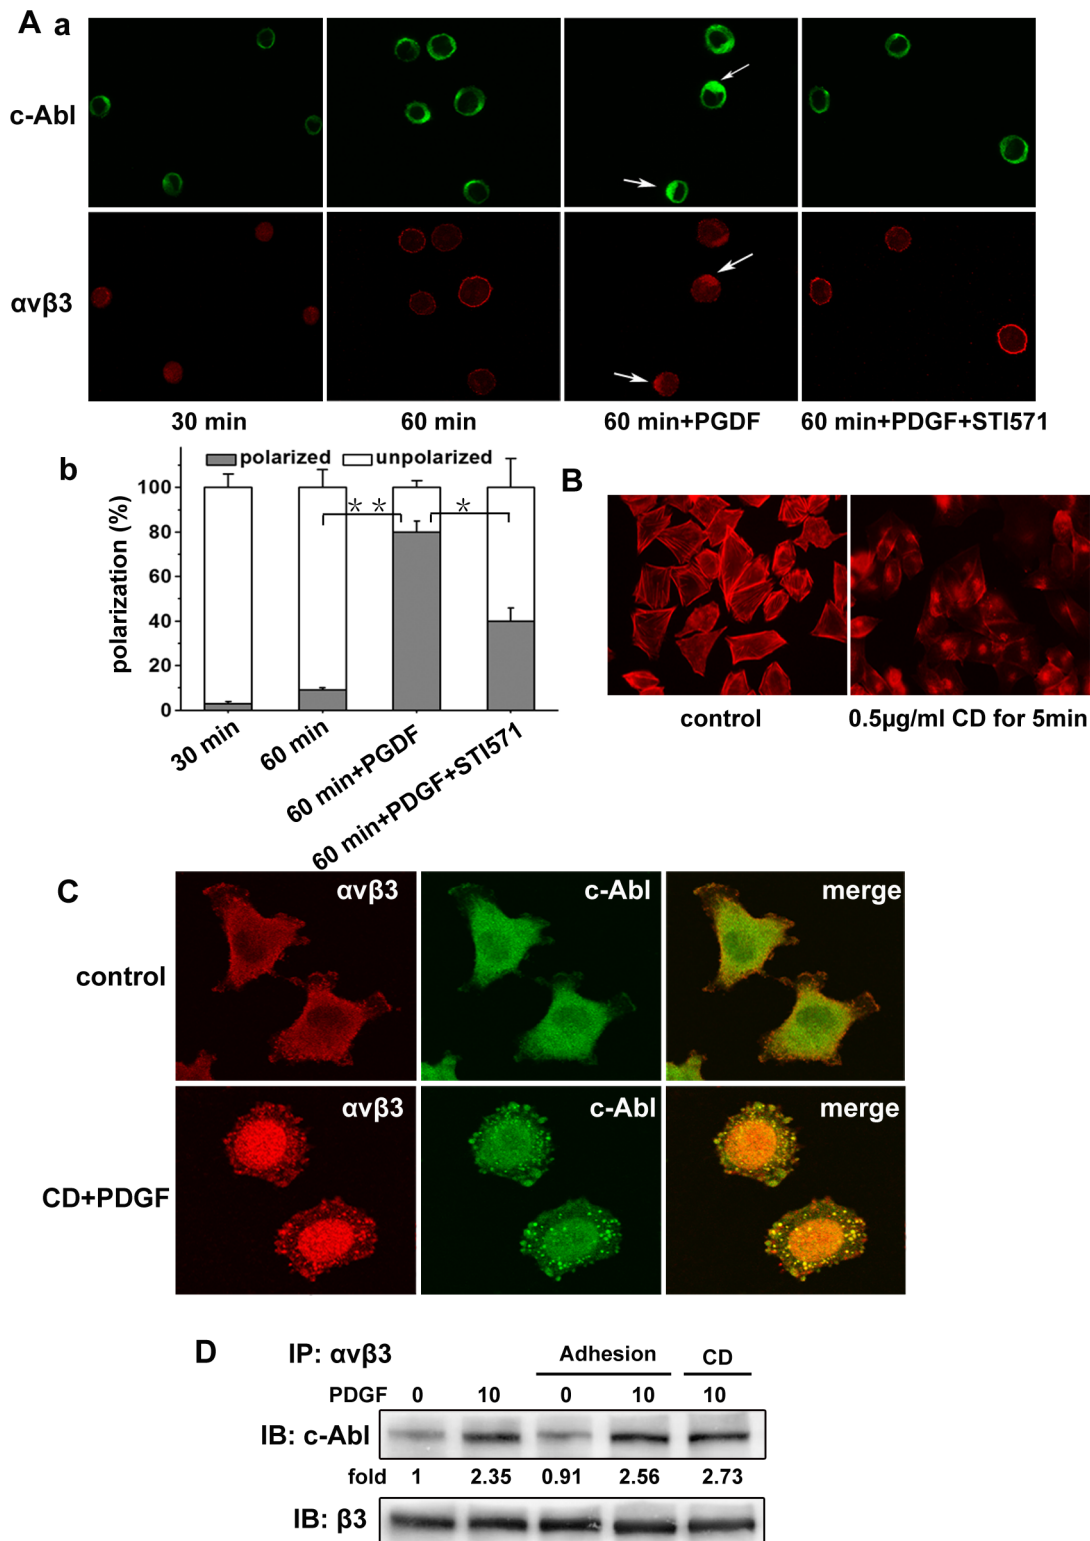 A a
c-Abl
αvβ3
30 min
60 min
60 min+PGDF
60 min+PDGF+STI571
b
polarized
unpolarized
polarization (%)
100
80
60
40
20
0
* *
*
30 min
60 min
60 min+PGDF
60 min+PDGF+STI571
B
control
0.5μg/ml CD for 5min
C
αvβ3
c-Abl
merge
control
αvβ3
c-Abl
merge
CD+PDGF
D
IP: αvβ3
Adhesion
CD
PDGF 0 10 0 10 10
IB: c-Abl
fold 1 2.35 0.91 2.56 2.73
IB: β3